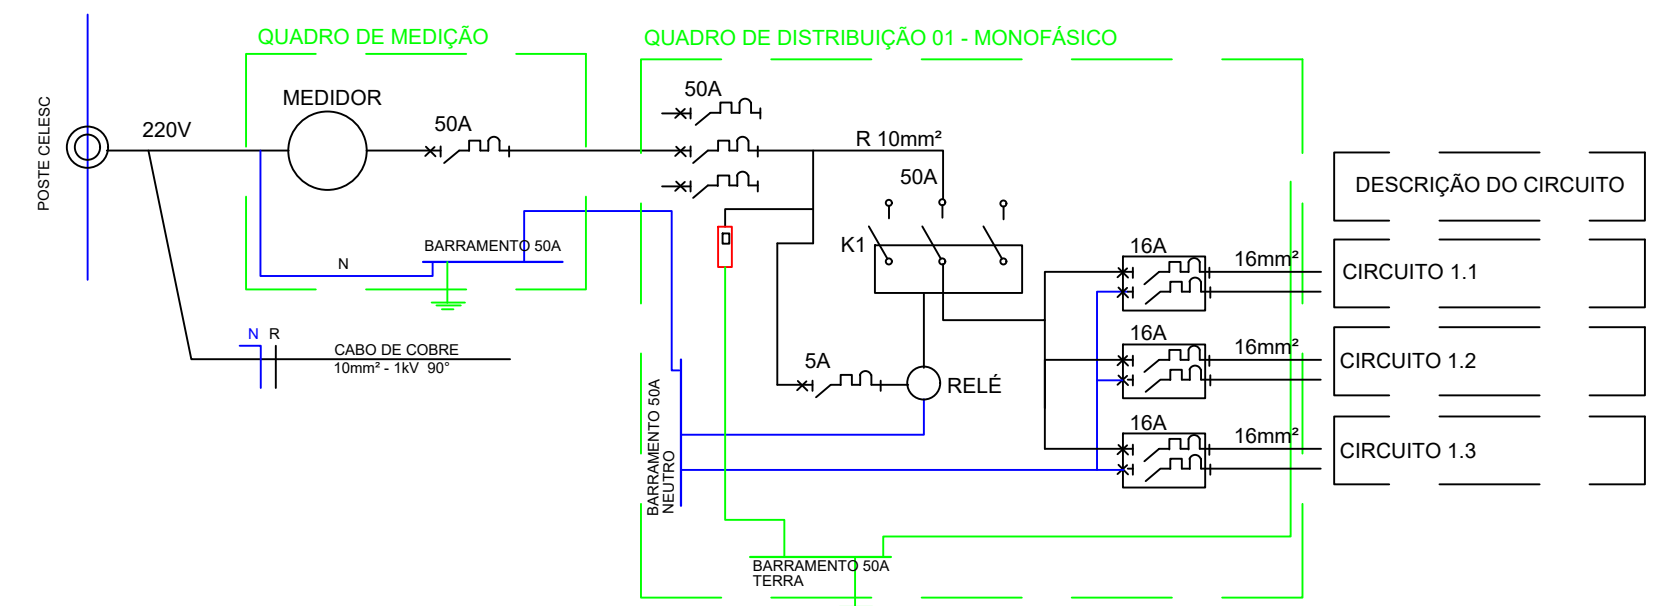 QUADRO DE MEDIÇÃO
QUADRO DE DISTRIBUIÇÃO 01 - MONOFÁSICO
POSTE CELESC
220V
MEDIDOR
50A
50A
R 10mm²
50A
K1
BARRAMENTO 50A
N
N R
CABO DE COBRE
10mm² - 1kV 90°
5A
RELÉ
BARRAMENTO 50A
NEUTRO
BARRAMENTO 50A
TERRA
DESCRIÇÃO DO CIRCUITO
16A
16mm²
CIRCUITO 1.1
16A
16mm²
CIRCUITO 1.2
16A
16mm²
CIRCUITO 1.3